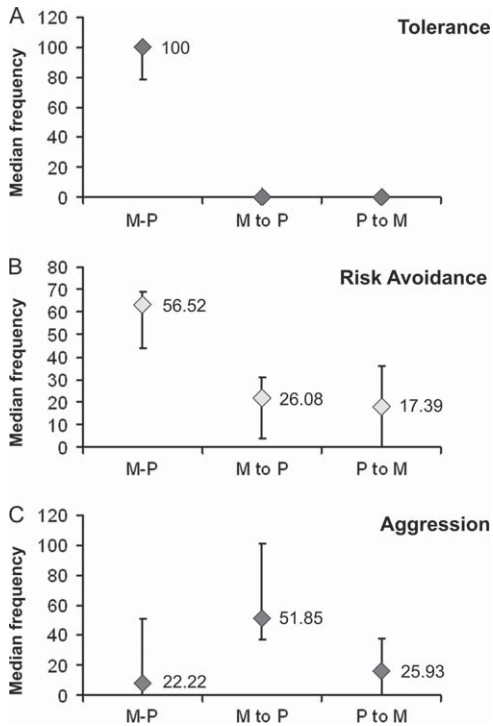 A
Tolerance
Median frequency
120
100
80
60
40
20
0
100
M-P
M to P
P to M
B
Risk Avoidance
Median frequency
80
70
60
50
40
30
20
10
0
56.52
26.08
17.39
M-P
M to P
P to M
C
Aggression
Median frequency
120
100
80
60
40
20
0
22.22
51.85
25.93
M-P
M to P
P to M